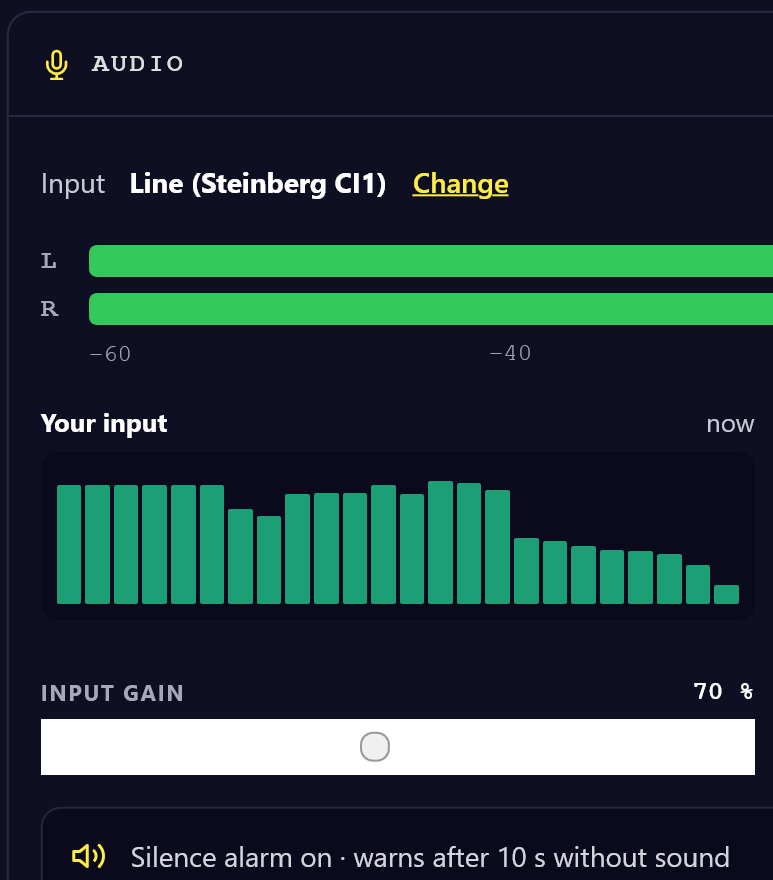 AUDIO
Input Line (Steinberg CI1) Change
L
R
−60 −40
Your input now
INPUT GAIN 70 %
Silence alarm on · warns after 10 s without sound